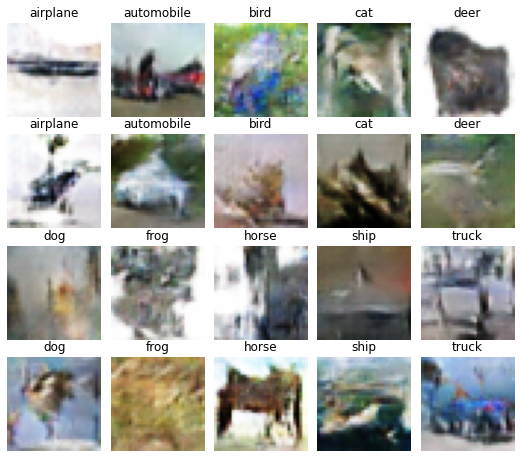 airplane automobile bird cat deer
airplane automobile bird cat deer
dog frog horse ship truck
dog frog horse ship truck